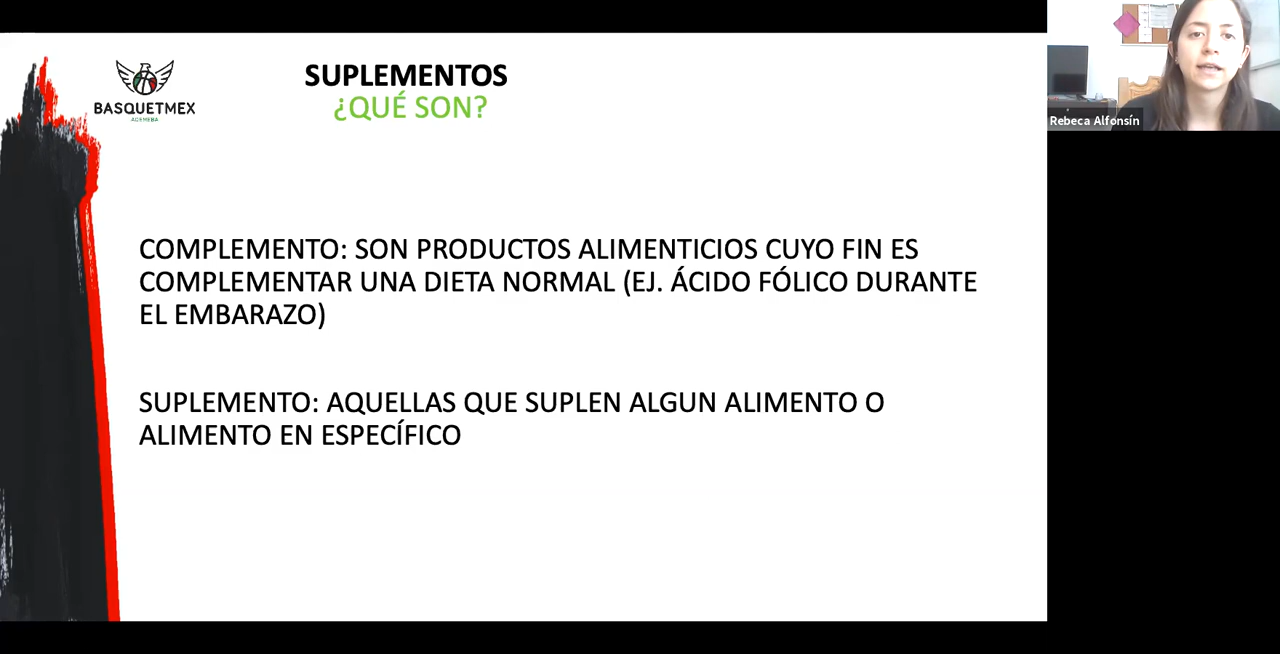 BASQUETMEX
ADEMEBA
SUPLEMENTOS
¿QUÉ SON?
Rebeca Alfonsín
COMPLEMENTO: SON PRODUCTOS ALIMENTICIOS CUYO FIN ES
COMPLEMENTAR UNA DIETA NORMAL (EJ. ÁCIDO FÓLICO DURANTE
EL EMBARAZO)
SUPLEMENTO: AQUELLAS QUE SUPLEN ALGUN ALIMENTO O
ALIMENTO EN ESPECÍFICO